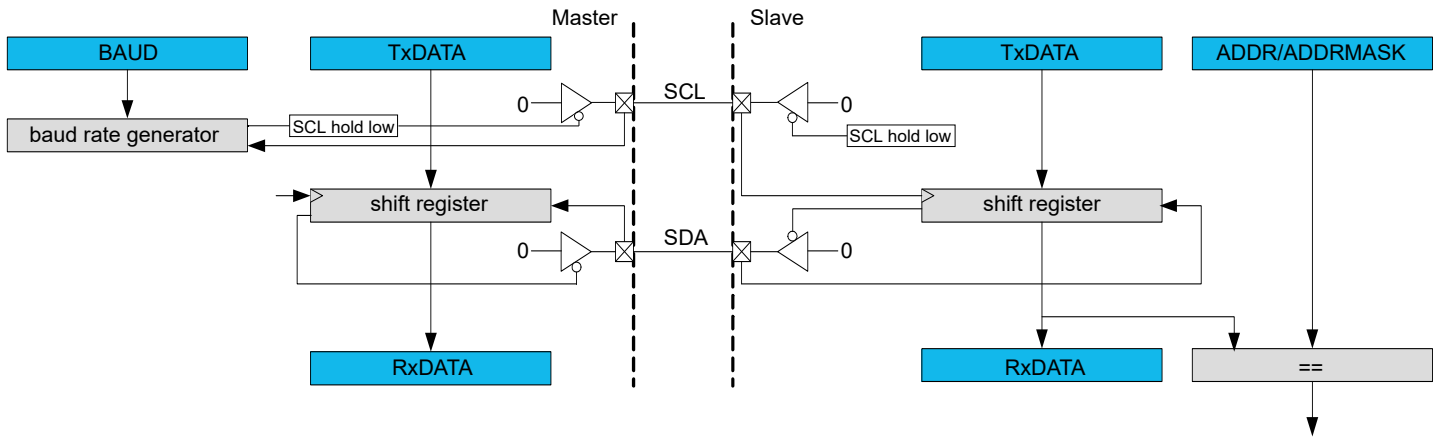 Master Slave
BAUD TxDATA TxDATA ADDR/ADDRMASK
0 SCL 0
baud rate generator SCL hold low SCL hold low
shift register shift register
0 SDA 0
RxDATA RxDATA ==